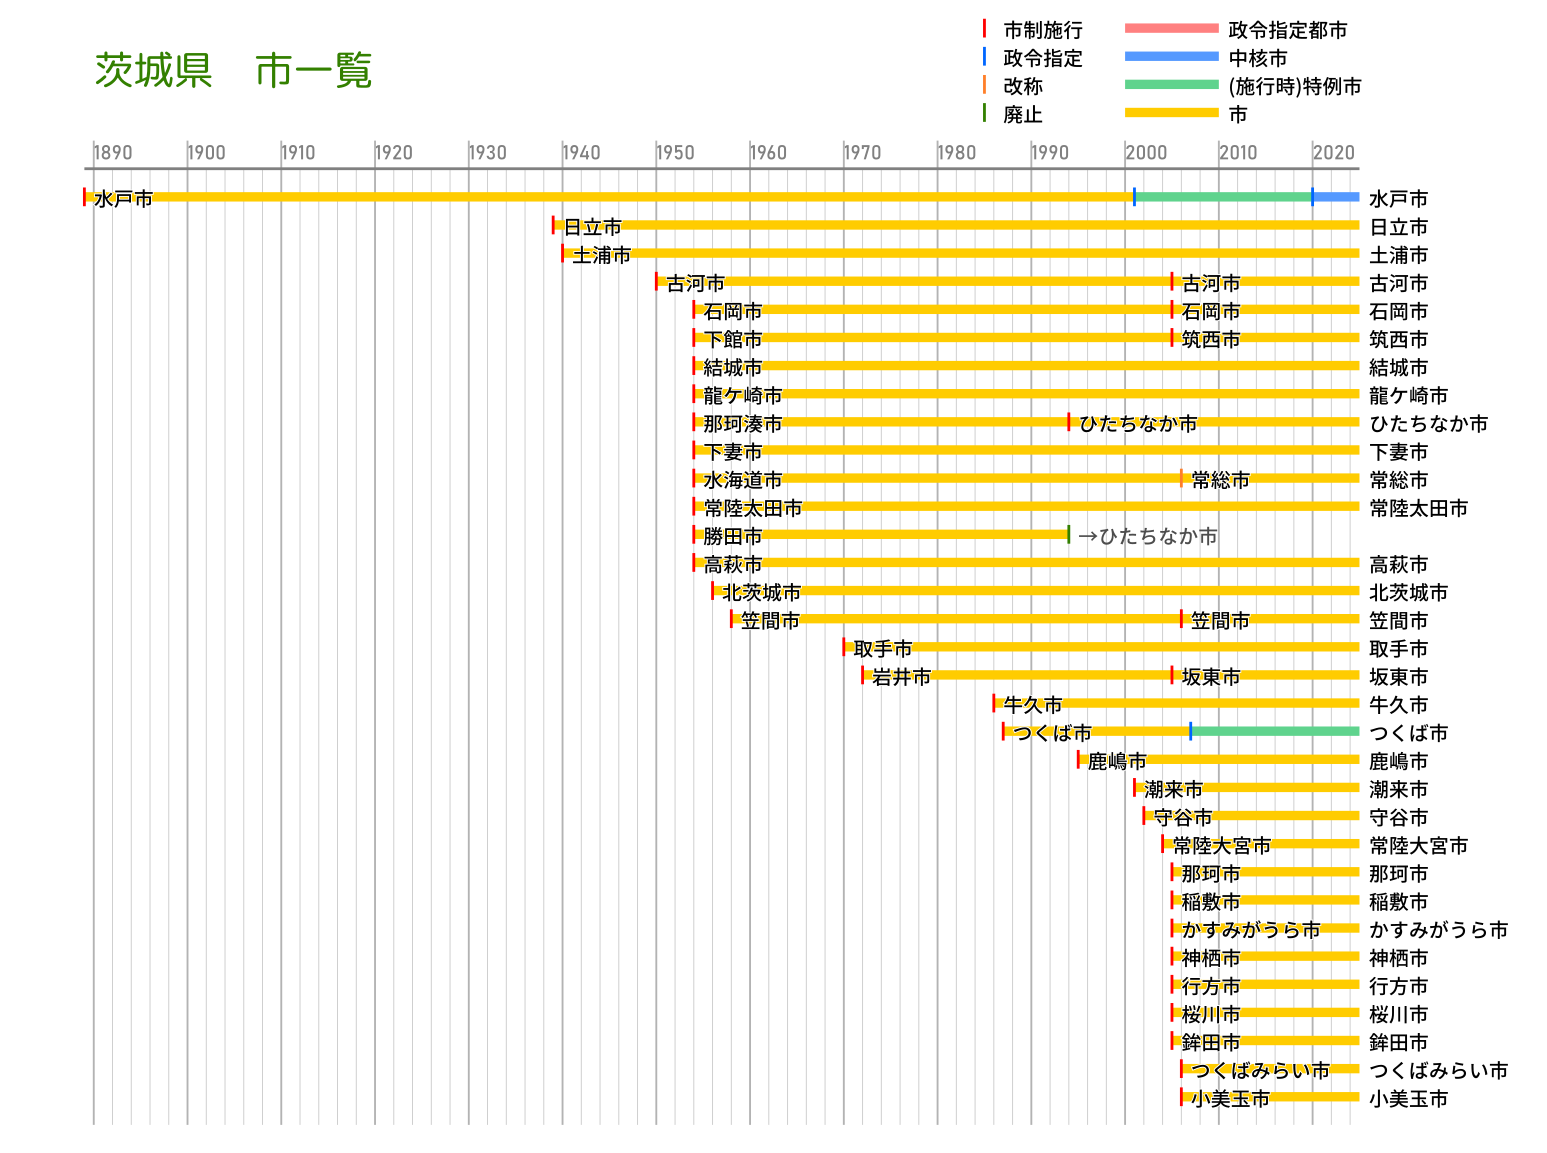 茨城県　市一覧
市制施行 政令指定都市
政令指定 中核市
改称 (施行時)特例市
廃止 市
1890 1900 1910 1920 1930 1940 1950 1960 1970 1980 1990 2000 2010 2020
水戸市 水戸市
日立市 日立市
土浦市 土浦市
古河市 古河市 古河市
石岡市 石岡市 石岡市
下館市 筑西市 筑西市
結城市 結城市
龍ケ崎市 龍ケ崎市
那珂湊市 ひたちなか市 ひたちなか市
下妻市 下妻市
水海道市 常総市 常総市
常陸太田市 常陸太田市
勝田市 →ひたちなか市
高萩市 高萩市
北茨城市 北茨城市
笠間市 笠間市 笠間市
取手市 取手市
岩井市 坂東市 坂東市
牛久市 牛久市
つくば市 つくば市
鹿嶋市 鹿嶋市
潮来市 潮来市
守谷市 守谷市
常陸大宮市 常陸大宮市
那珂市 那珂市
稲敷市 稲敷市
かすみがうら市 かすみがうら市
神栖市 神栖市
行方市 行方市
桜川市 桜川市
鉾田市 鉾田市
つくばみらい市 つくばみらい市
小美玉市 小美玉市